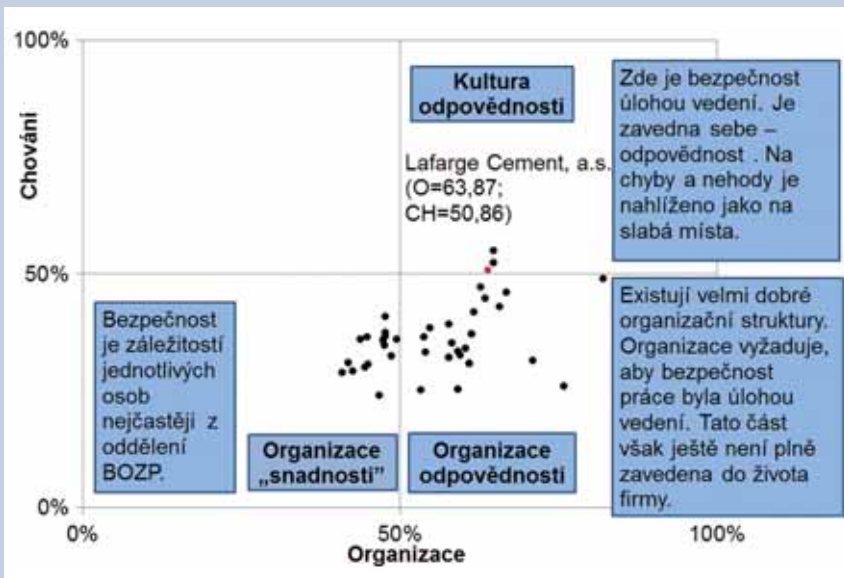 100%
Chování
50%
0%
0%
50%
100%
Organizace
Kultura
odpovědnosti
Lafarge Cement, a.s.
(O=63,87;
CH=50,86)
Zde je bezpečnost
úlohou vedení. Je
zavedna sebe –
odpovědnost . Na
chyby a nehody je
nahlíženo jako na
slabá místa.
Bezpečnost
je záležitostí
jednotlivých
osob
nejčastěji z
oddělení
BOZP.
Organizace
„snadnosti”
Organizace
odpovědnosti
Existují velmi dobré
organizační struktury.
Organizace vyžaduje,
aby bezpečnost
práce byla úlohou
vedení. Tato část
však ještě není plně
zavedena do života
firmy.